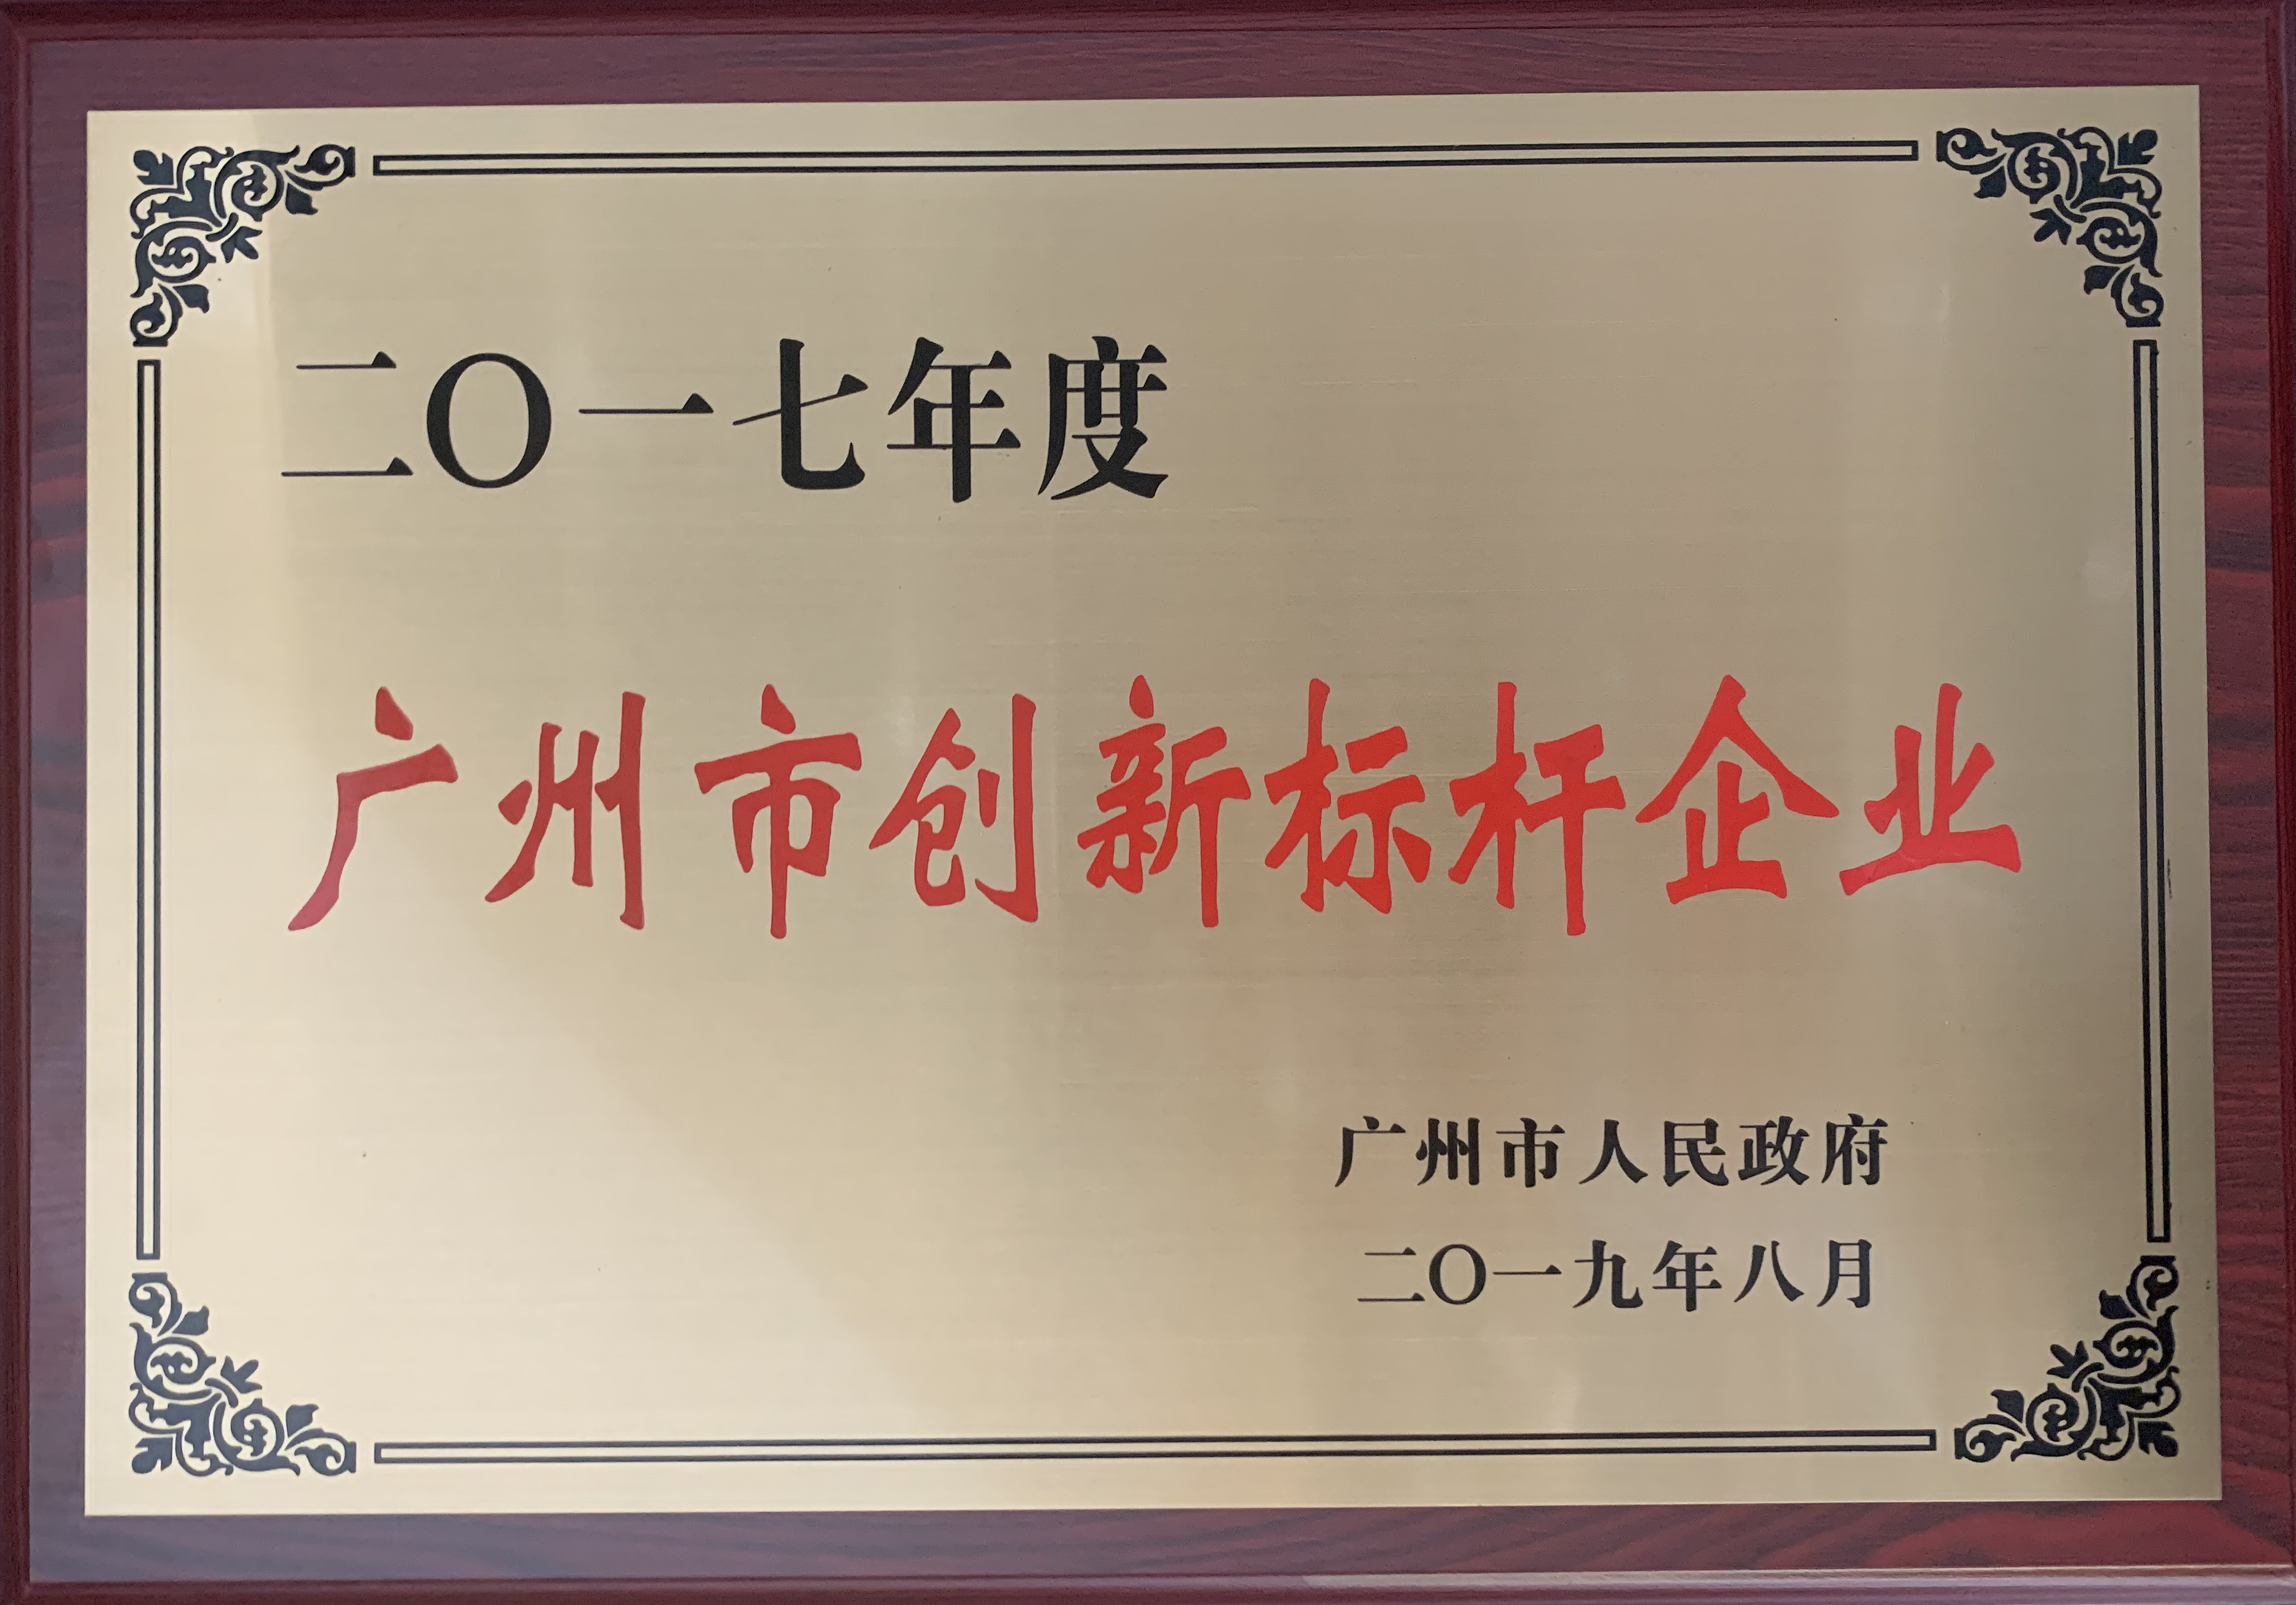 二〇一七年度
广州市创新标杆企业
广州市人民政府
二〇一九年八月